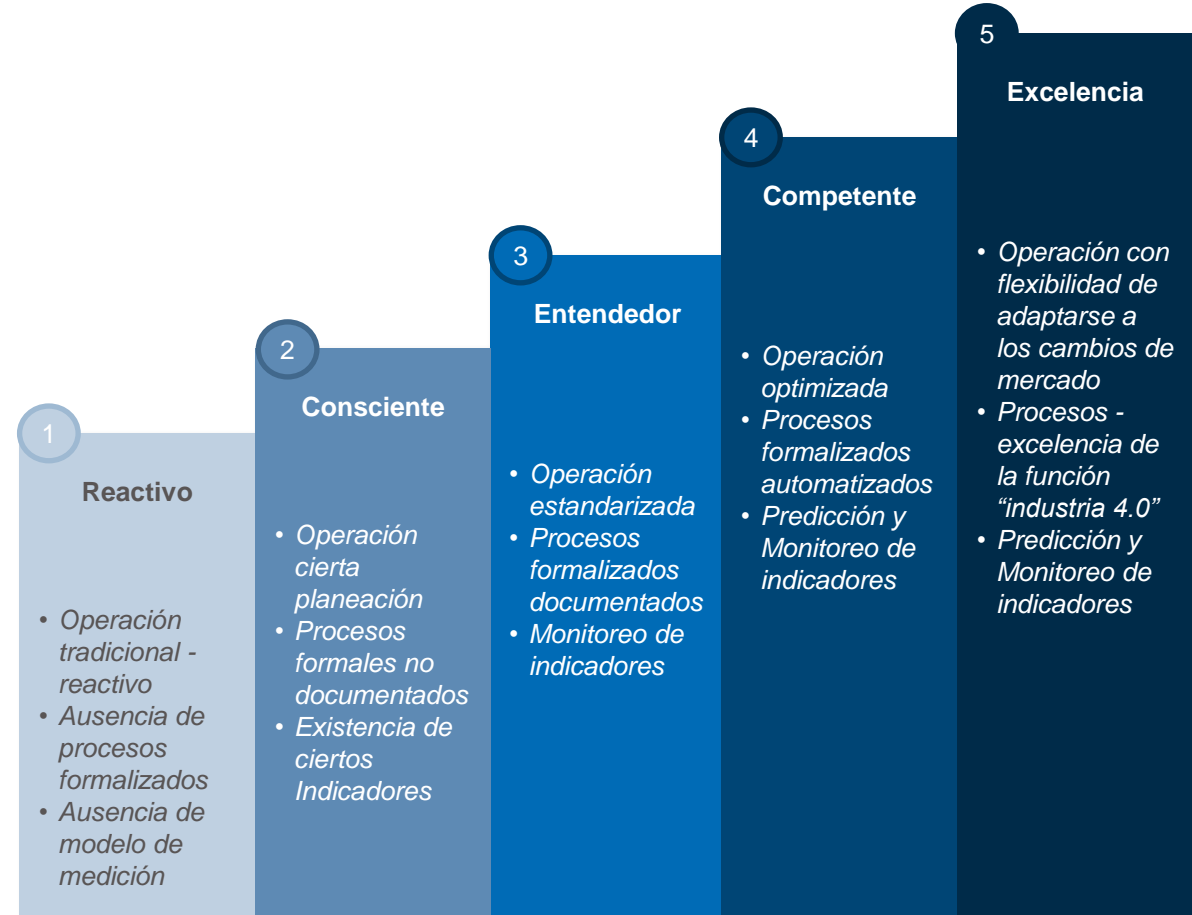 1
Reactivo
• Operación
tradicional -
reactivo
• Ausencia de
procesos
formalizados
• Ausencia de
modelo de
medición
2
Consciente
• Operación
cierta
planeación
• Procesos
formales no
documentados
• Existencia de
ciertos
Indicadores
3
Entendedor
• Operación
estandarizada
• Procesos
formalizados
documentados
• Monitoreo de
indicadores
4
Competente
• Operación
optimizada
• Procesos
formalizados
automatizados
• Predicción y
Monitoreo de
indicadores
5
Excelencia
• Operación con
flexibilidad de
adaptarse a
los cambios de
mercado
• Procesos -
excelencia de
la función
“industria 4.0”
• Predicción y
Monitoreo de
indicadores